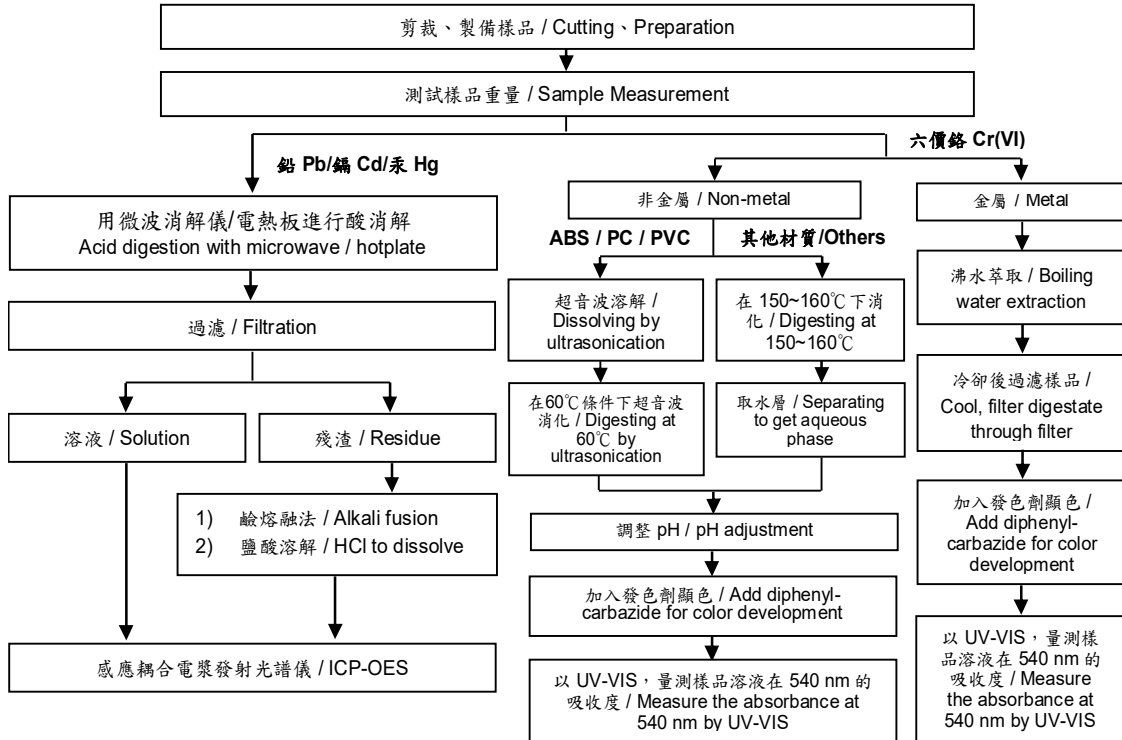 剪裁、製備樣品 / Cutting、Preparation
測試樣品重量 / Sample Measurement
鉛 Pb/鎘 Cd/汞 Hg
六價鉻 Cr(VI)
用微波消解儀/電熱板進行酸消解
Acid digestion with microwave / hotplate
過濾 / Filtration
溶液 / Solution
殘渣 / Residue
1) 鹼熔融法 / Alkali fusion
2) 鹽酸溶解 / HCl to dissolve
感應耦合電漿發射光譜儀 / ICP-OES
非金屬 / Non-metal
ABS / PC / PVC
其他材質/Others
超音波溶解 /
Dissolving by
ultrasonication
在60℃條件下超音波
消化 / Digesting at
60℃ by
ultrasonication
在 150~160℃下消
化 / Digesting at
150~160℃
取水層 / Separating
to get aqueous
phase
調整 pH / pH adjustment
加入發色劑顯色 / Add diphenyl-
carbazide for color development
以 UV-VIS，量測樣品溶液在 540 nm 的
吸收度 / Measure the absorbance at
540 nm by UV-VIS
金屬 / Metal
沸水萃取 / Boiling
water extraction
冷卻後過濾樣品 /
Cool, filter digestate
through filter
加入發色劑顯色 /
Add diphenyl-
carbazide for color
development
以 UV-VIS，量測樣
品溶液在 540 nm 的
吸收度 / Measure
the absorbance at
540 nm by UV-VIS